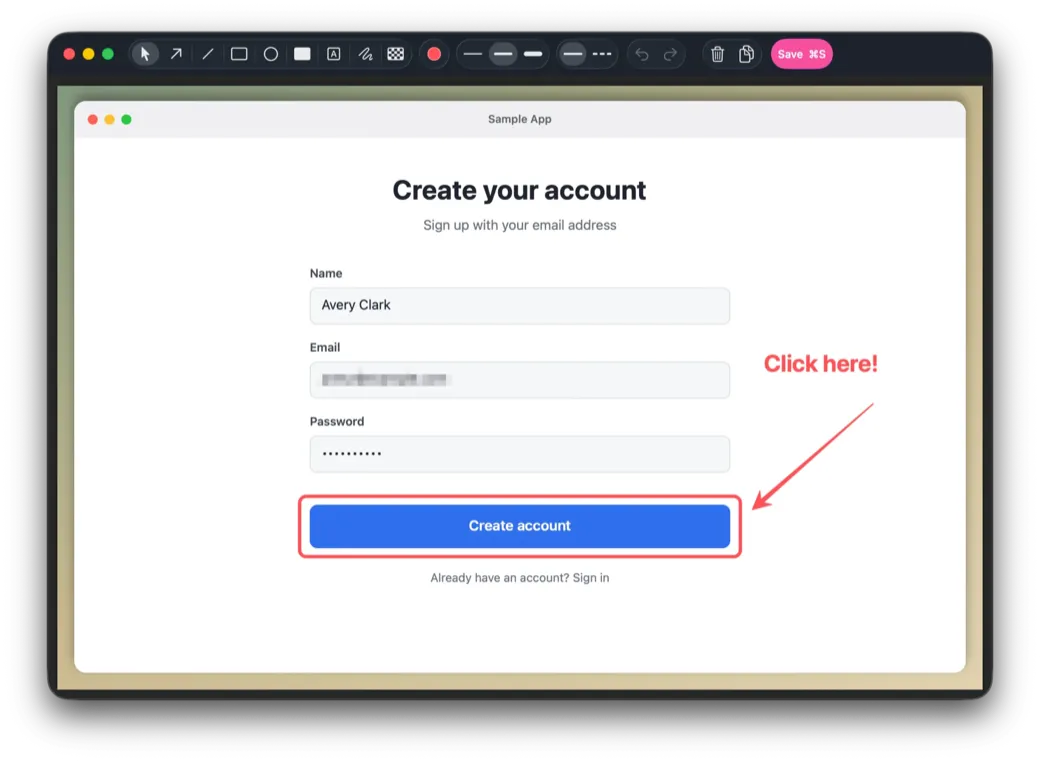 A
Save ⌘S
Sample App
Create your account
Sign up with your email address
Name
Avery Clark
Email
Click here!
Password
••••••••••
Create account
Already have an account? Sign in